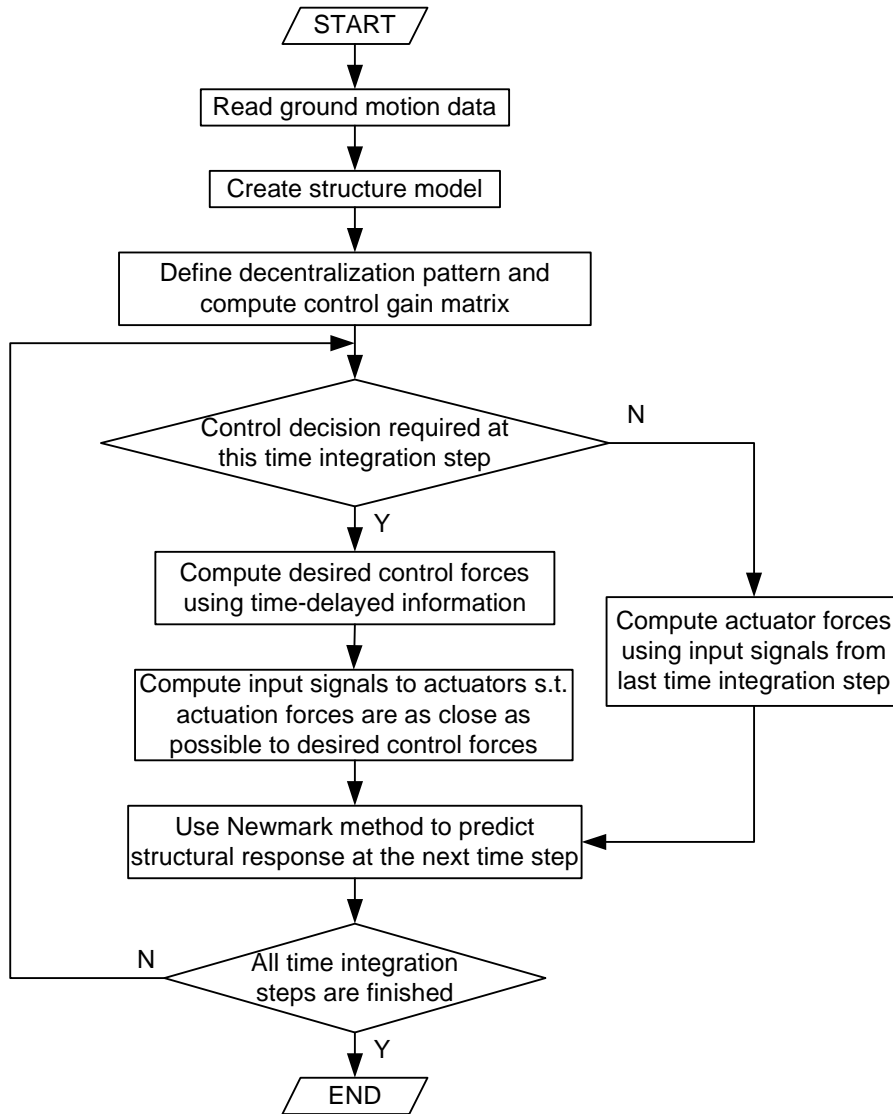 START
Read ground motion data
Create structure model
Define decentralization pattern and
compute control gain matrix
Control decision required at
this time integration step
N
Y
Compute desired control forces
using time-delayed information
Compute actuator forces
using input signals from
last time integration step
Compute input signals to actuators s.t.
actuation forces are as close as
possible to desired control forces
Use Newmark method to predict
structural response at the next time step
N
All time integration
steps are finished
Y
END